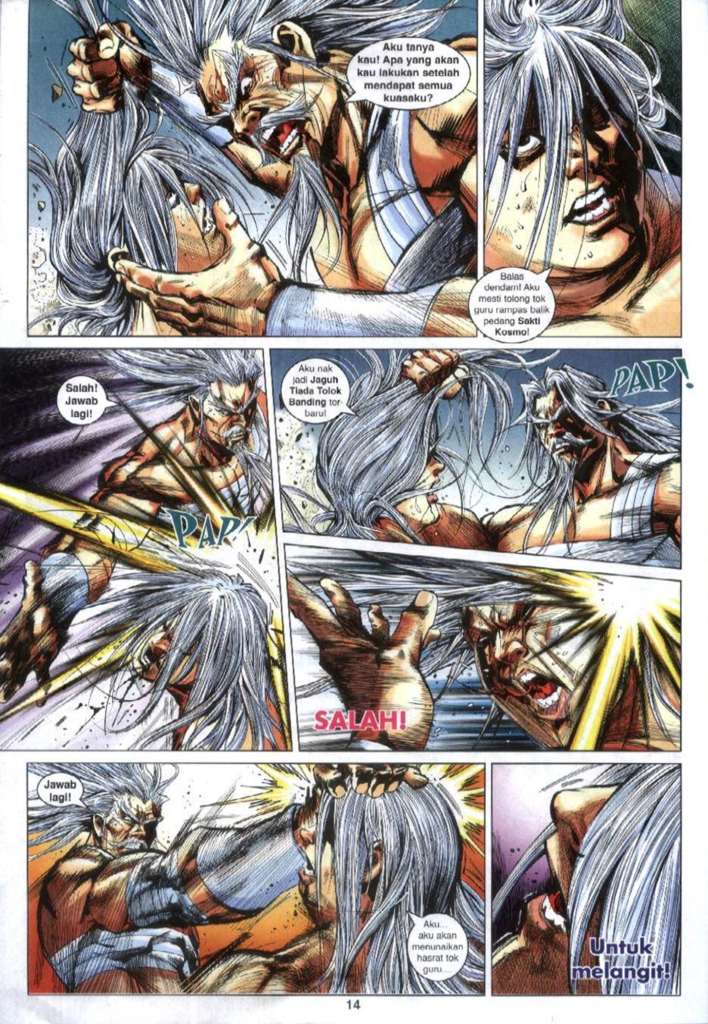 Aku tanya
kau! Apa yang akan
kau lakukan setelah
mendapat semua
kuasaku?
Balas
dendam! Aku
mesti tolong tok
guru rampas balik
pedang Sakti
Kosmo!
Salah!
Jawab
lagi!
PAP!
Aku nak
jadi Jaguh
Tiada Tolok
Banding ter-
baru!
PAP!
SALAH!
Jawab
lagi!
Aku...
aku akan
menunaikan
hasrat tok
guru...
Untuk
melangit!
14